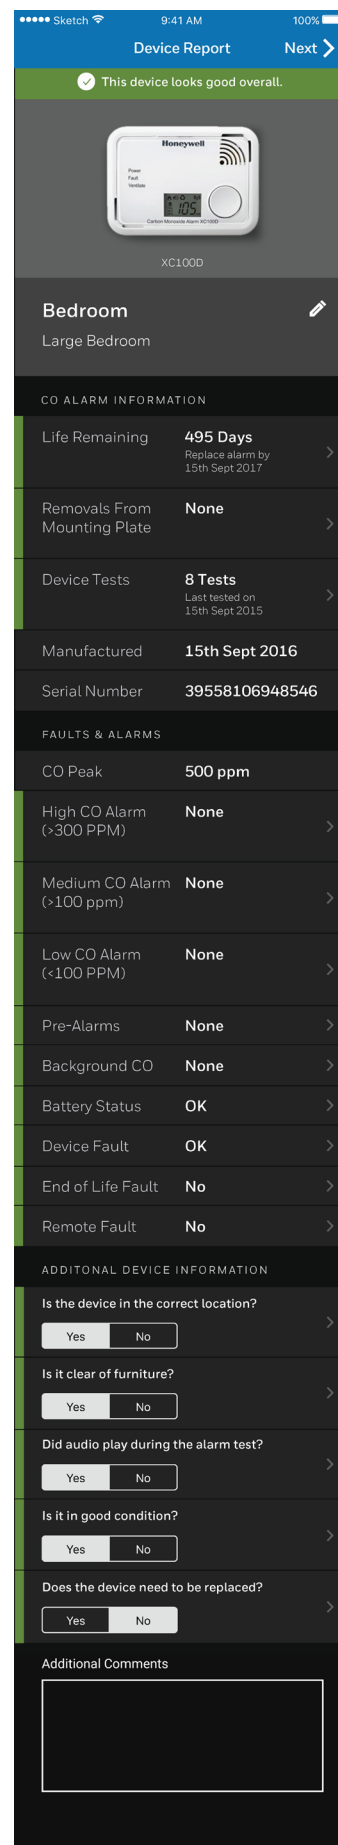 Sketch 9:41 AM 100%
Device Report Next
This device looks good overall.
Honeywell
Power
Fault
Ventilate
105
Carbon Monoxide Alarm XC100D
XC100D
Bedroom
Large Bedroom
CO ALARM INFORMATION
Life Remaining 495 Days
Replace alarm by
15th Sept 2017
Removals From None
Mounting Plate
Device Tests 8 Tests
Last tested on
15th Sept 2015
Manufactured 15th Sept 2016
Serial Number 39558106948546
FAULTS & ALARMS
CO Peak 500 ppm
High CO Alarm None
(>300 PPM)
Medium CO Alarm None
(>100 ppm)
Low CO Alarm None
(<100 PPM)
Pre-Alarms None
Background CO None
Battery Status OK
Device Fault OK
End of Life Fault No
Remote Fault No
ADDITONAL DEVICE INFORMATION
Is the device in the correct location?
Yes No
Is it clear of furniture?
Yes No
Did audio play during the alarm test?
Yes No
Is it in good condition?
Yes No
Does the device need to be replaced?
Yes No
Additional Comments